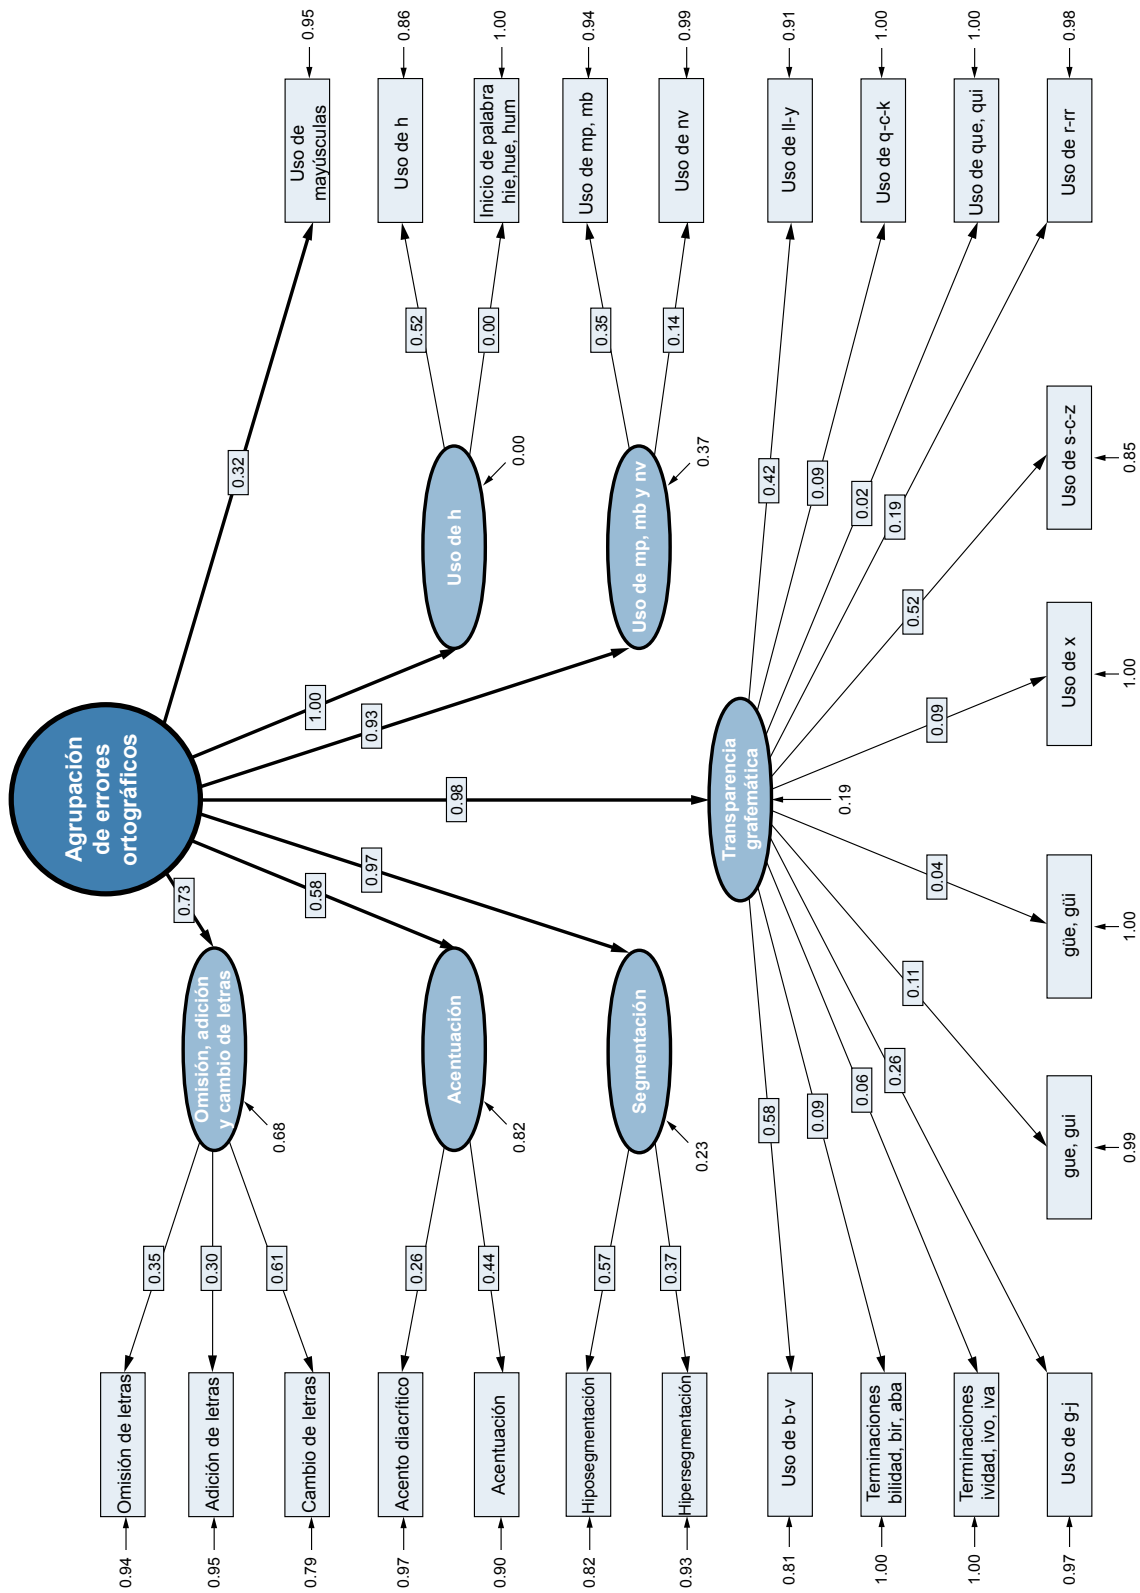 Agrupación
de errores
ortográficos
0.73
0.58
0.97
0.98
0.93
1.00
0.32
0.94
Omisión de letras
0.35
0.95
Adición de letras
0.30
0.79
Cambio de letras
0.61
Omisión, adición
y cambio de letras
0.68
Uso de
mayúsculas
0.95
0.97
Acento diacrítico
0.26
0.90
Acentuación
0.44
Acentuación
0.82
Uso de h
0.00
0.52
Uso de h
0.86
0.00
Inicio de palabra
hie,hue, hum
1.00
0.82
Hiposegmentación
0.57
0.93
Hipersegmentación
0.37
Segmentación
0.23
Uso de mp, mb y nv
0.37
0.35
Uso de mp, mb
0.94
0.14
Uso de nv
0.99
Transparencia
grafemática
0.19
0.81
Uso de b-v
0.58
1.00
Terminaciones
bilidad, bir, aba
0.09
1.00
Terminaciones
ividad, ivo, iva
0.06
0.97
Uso de g-j
0.26
0.42
Uso de ll-y
0.91
0.09
Uso de q-c-k
1.00
0.02
Uso de que, qui
1.00
0.19
Uso de r-rr
0.98
0.11
gue, gui
0.99
0.04
güe, güi
1.00
0.09
Uso de x
1.00
0.52
Uso de s-c-z
0.85